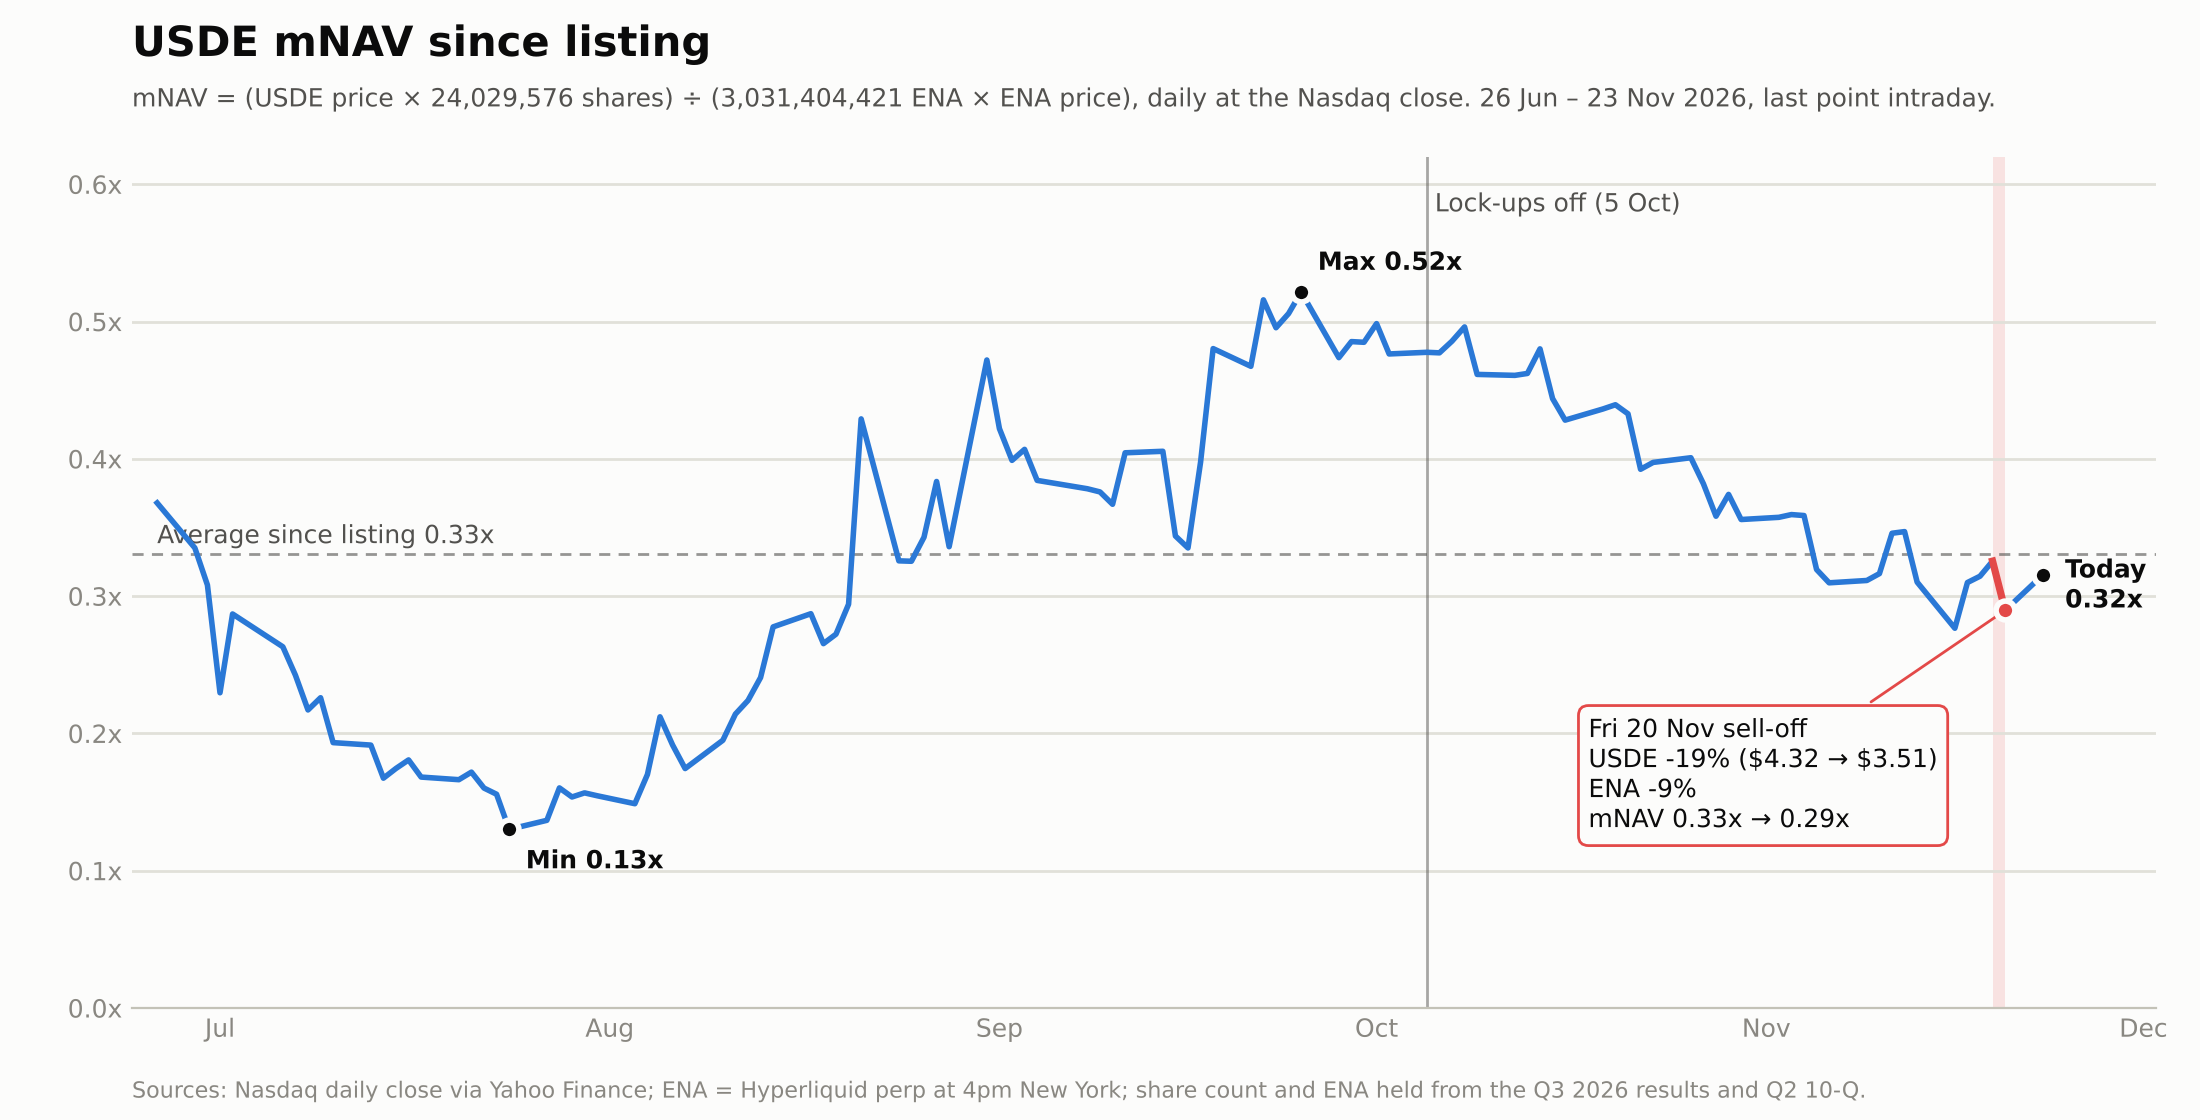 USDE mNAV since listing
mNAV = (USDE price × 24,029,576 shares) ÷ (3,031,404,421 ENA × ENA price), daily at the Nasdaq close. 26 Jun – 23 Nov 2026, last point intraday.
0.6x
Lock-ups off (5 Oct)
Max 0.52x
0.5x
0.4x
Average since listing 0.33x
Today
0.32x
0.3x
Fri 20 Nov sell-off
USDE -19% ($4.32 → $3.51)
ENA -9%
mNAV 0.33x → 0.29x
0.2x
Min 0.13x
0.1x
0.0x
Jul Aug Sep Oct Nov Dec
Sources: Nasdaq daily close via Yahoo Finance; ENA = Hyperliquid perp at 4pm New York; share count and ENA held from the Q3 2026 results and Q2 10-Q.